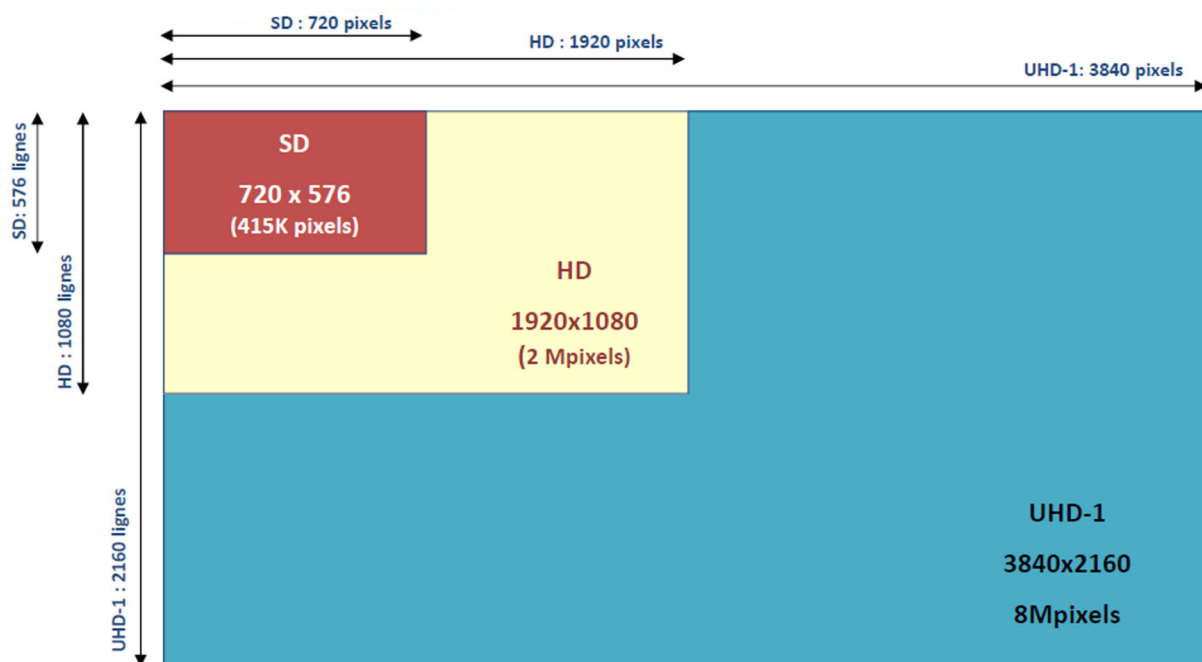 SD : 720 pixels
HD : 1920 pixels
UHD-1: 3840 pixels
SD: 576 lignes
HD : 1080 lignes
UHD-1 : 2160 lignes
SD
720 x 576
(415K pixels)
HD
1920x1080
(2 Mpixels)
UHD-1
3840x2160
8Mpixels